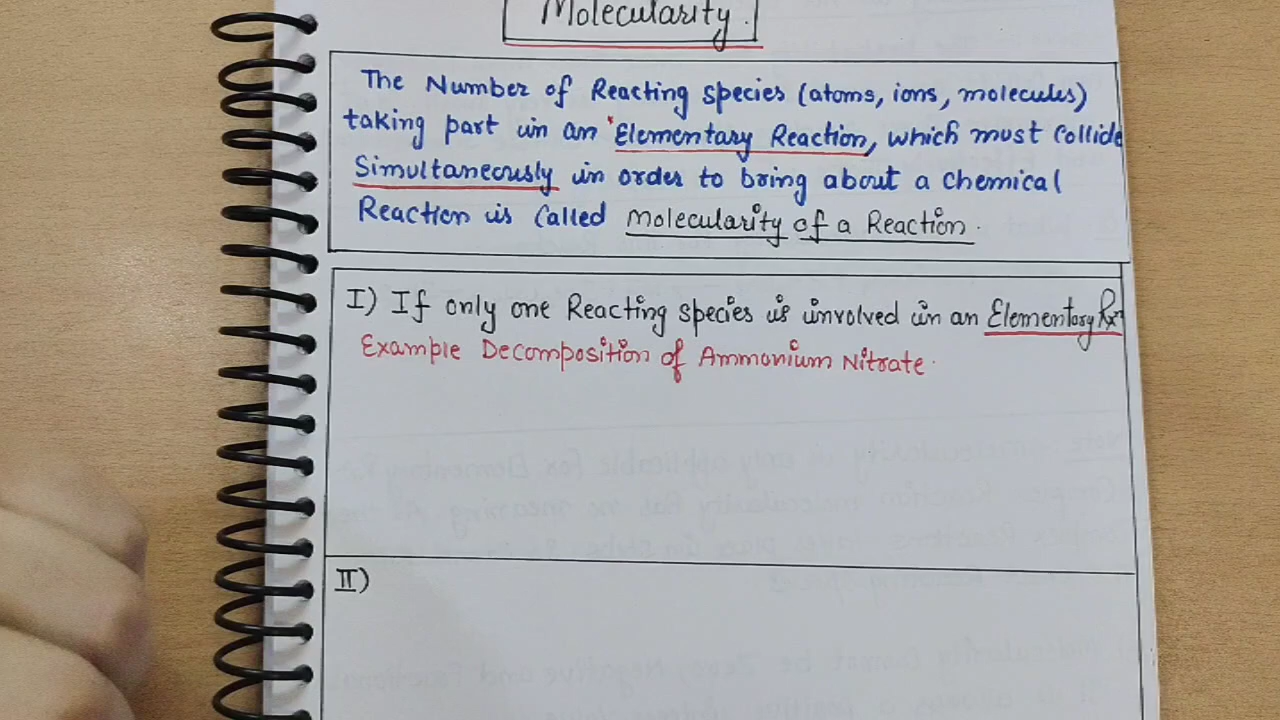 Molecularity.
The Number of Reacting species (atoms, ions, molecules)
taking part in an Elementary Reaction, which must collide
Simultaneously in order to bring about a chemical
Reaction is called Molecularity of a Reaction.
I) If only one Reacting species is involved in an Elementary Rxn
Example Decomposition of Ammonium Nitrate.
II)